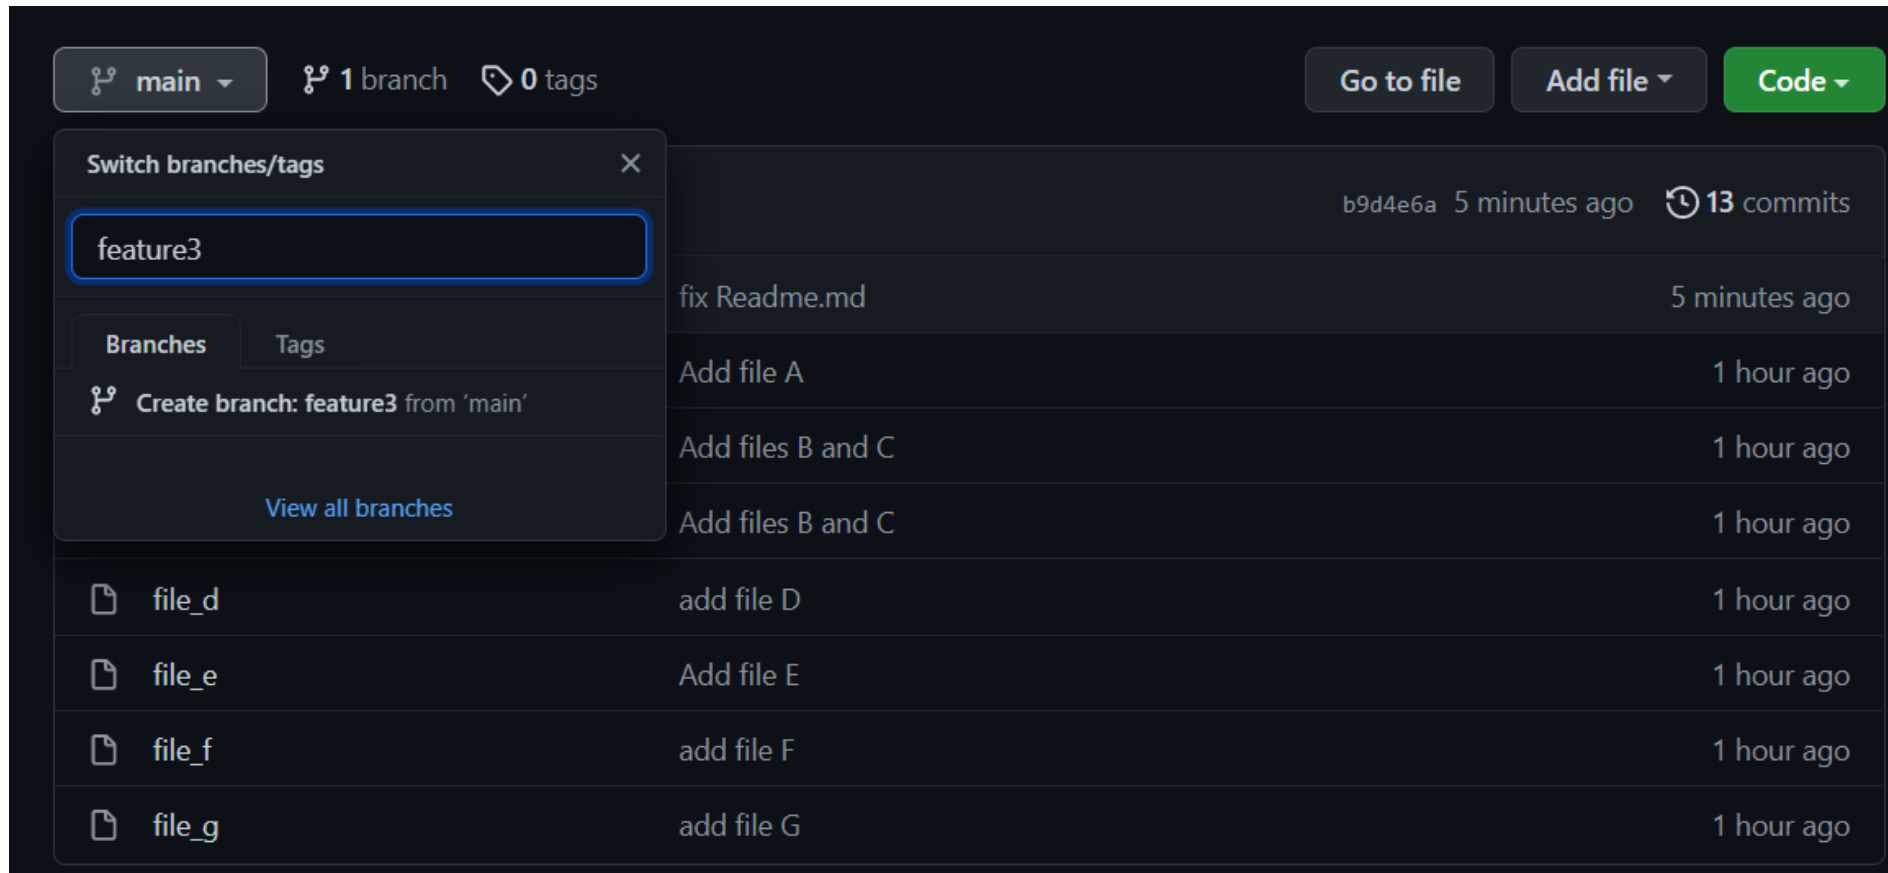 main 1 branch 0 tags Go to file Add file Code
Switch branches/tags
b9d4e6a 5 minutes ago 13 commits
feature3
fix Readme.md 5 minutes ago
Branches Tags
Add file A 1 hour ago
Create branch: feature3 from ‘main’
Add files B and C 1 hour ago
View all branches
Add files B and C 1 hour ago
file_d add file D 1 hour ago
file_e Add file E 1 hour ago
file_f add file F 1 hour ago
file_g add file G 1 hour ago